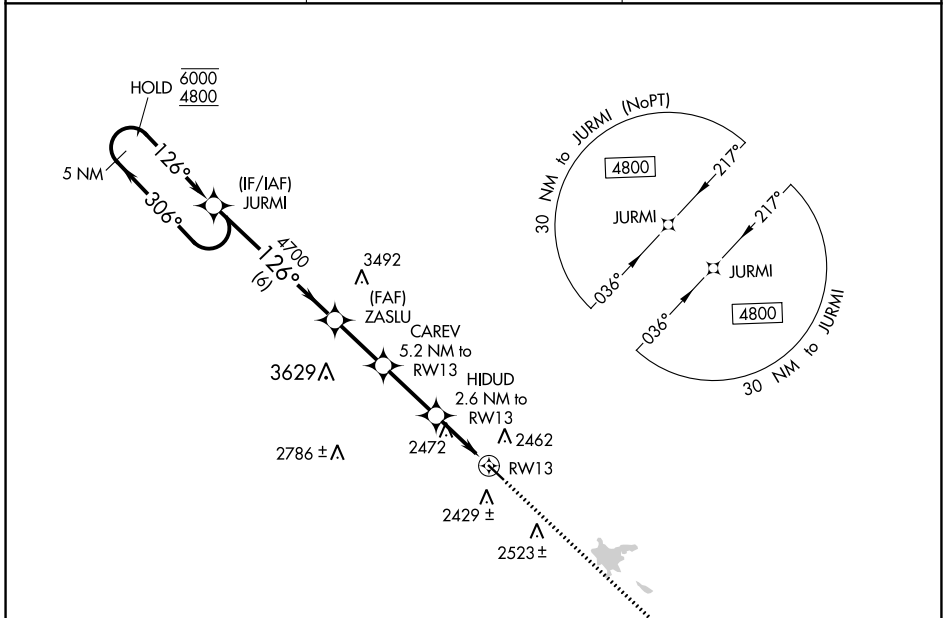 HOLD 6000
4800
5 NM
126°
306°
(IF/IAF)
JURMI
4700
126°
(6)
3492
(FAF)
ZASLU
CAREV
5.2 NM to
RW13
3629
HIDUD
2.6 NM to
RW13
2472
2462
2786 ±
RW13
2429 ±
2523 ±
30 NM to JURMI (NoPT)
4800
217°
JURMI
036°
217°
JURMI
036°
4800
30 NM to JURMI